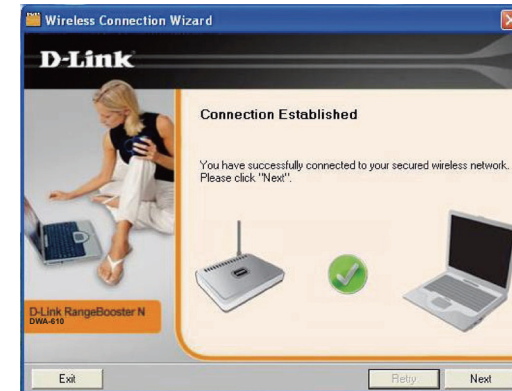 Wireless Connection Wizard
D-Link
Connection Established
You have successfully connected to your secured wireless network.
Please click "Next".
D-Link RangeBooster N
DWA-610
Exit
Retry
Next